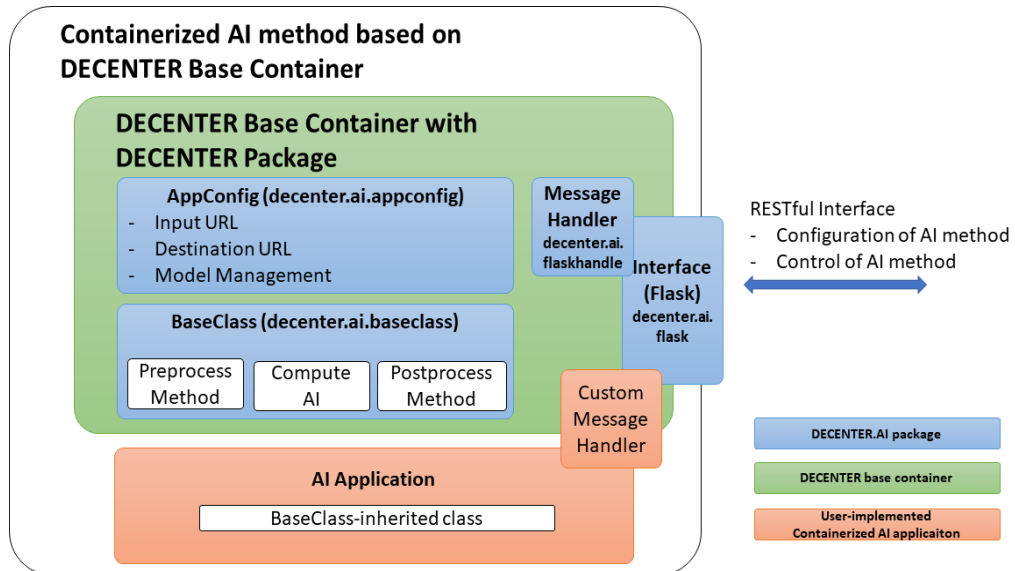 Containerized AI method based on
DECENTER Base Container
DECENTER Base Container with
DECENTER Package
AppConfig (decenter.ai.appconfig)
- Input URL
- Destination URL
- Model Management
Message
Handler
decenter.ai.
flaskhandle
Interface
(Flask)
decenter.ai.
flask
RESTful Interface
- Configuration of AI method
- Control of AI method
BaseClass (decenter.ai.baseclass)
Preprocess
Method
Compute
AI
Postprocess
Method
Custom
Message
Handler
AI Application
BaseClass-inherited class
DECENTER.AI package
DECENTER base container
User-implemented
Containerized AI applicaiton